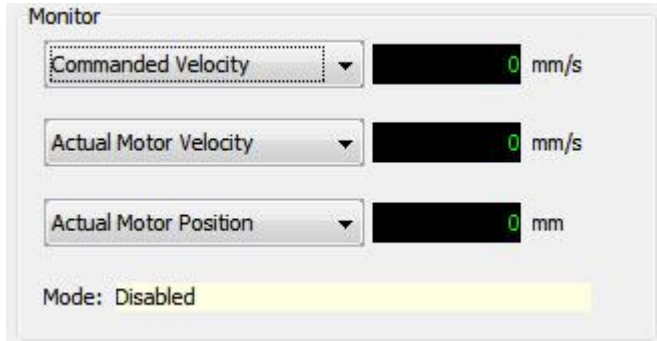 Monitor
Commanded Velocity 0 mm/s
Actual Motor Velocity 0 mm/s
Actual Motor Position 0 mm
Mode: Disabled